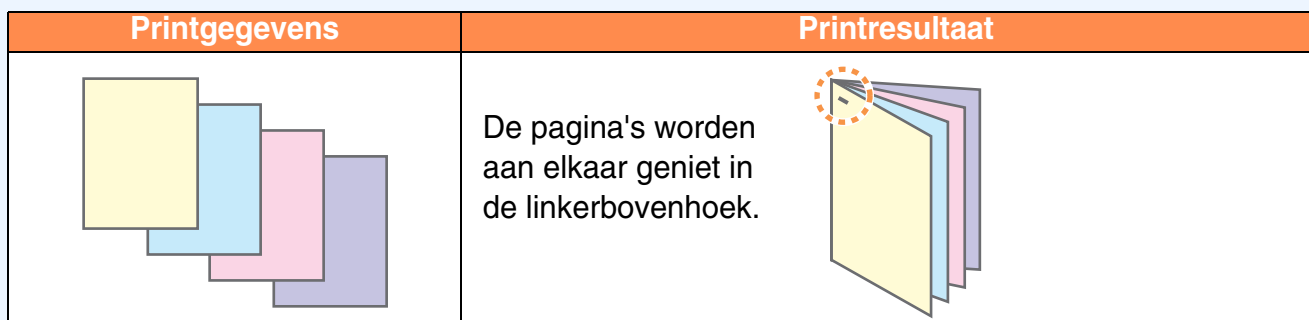 Printgegevens
Printresultaat
De pagina's worden
aan elkaar geniet in
de linkerbovenhoek.